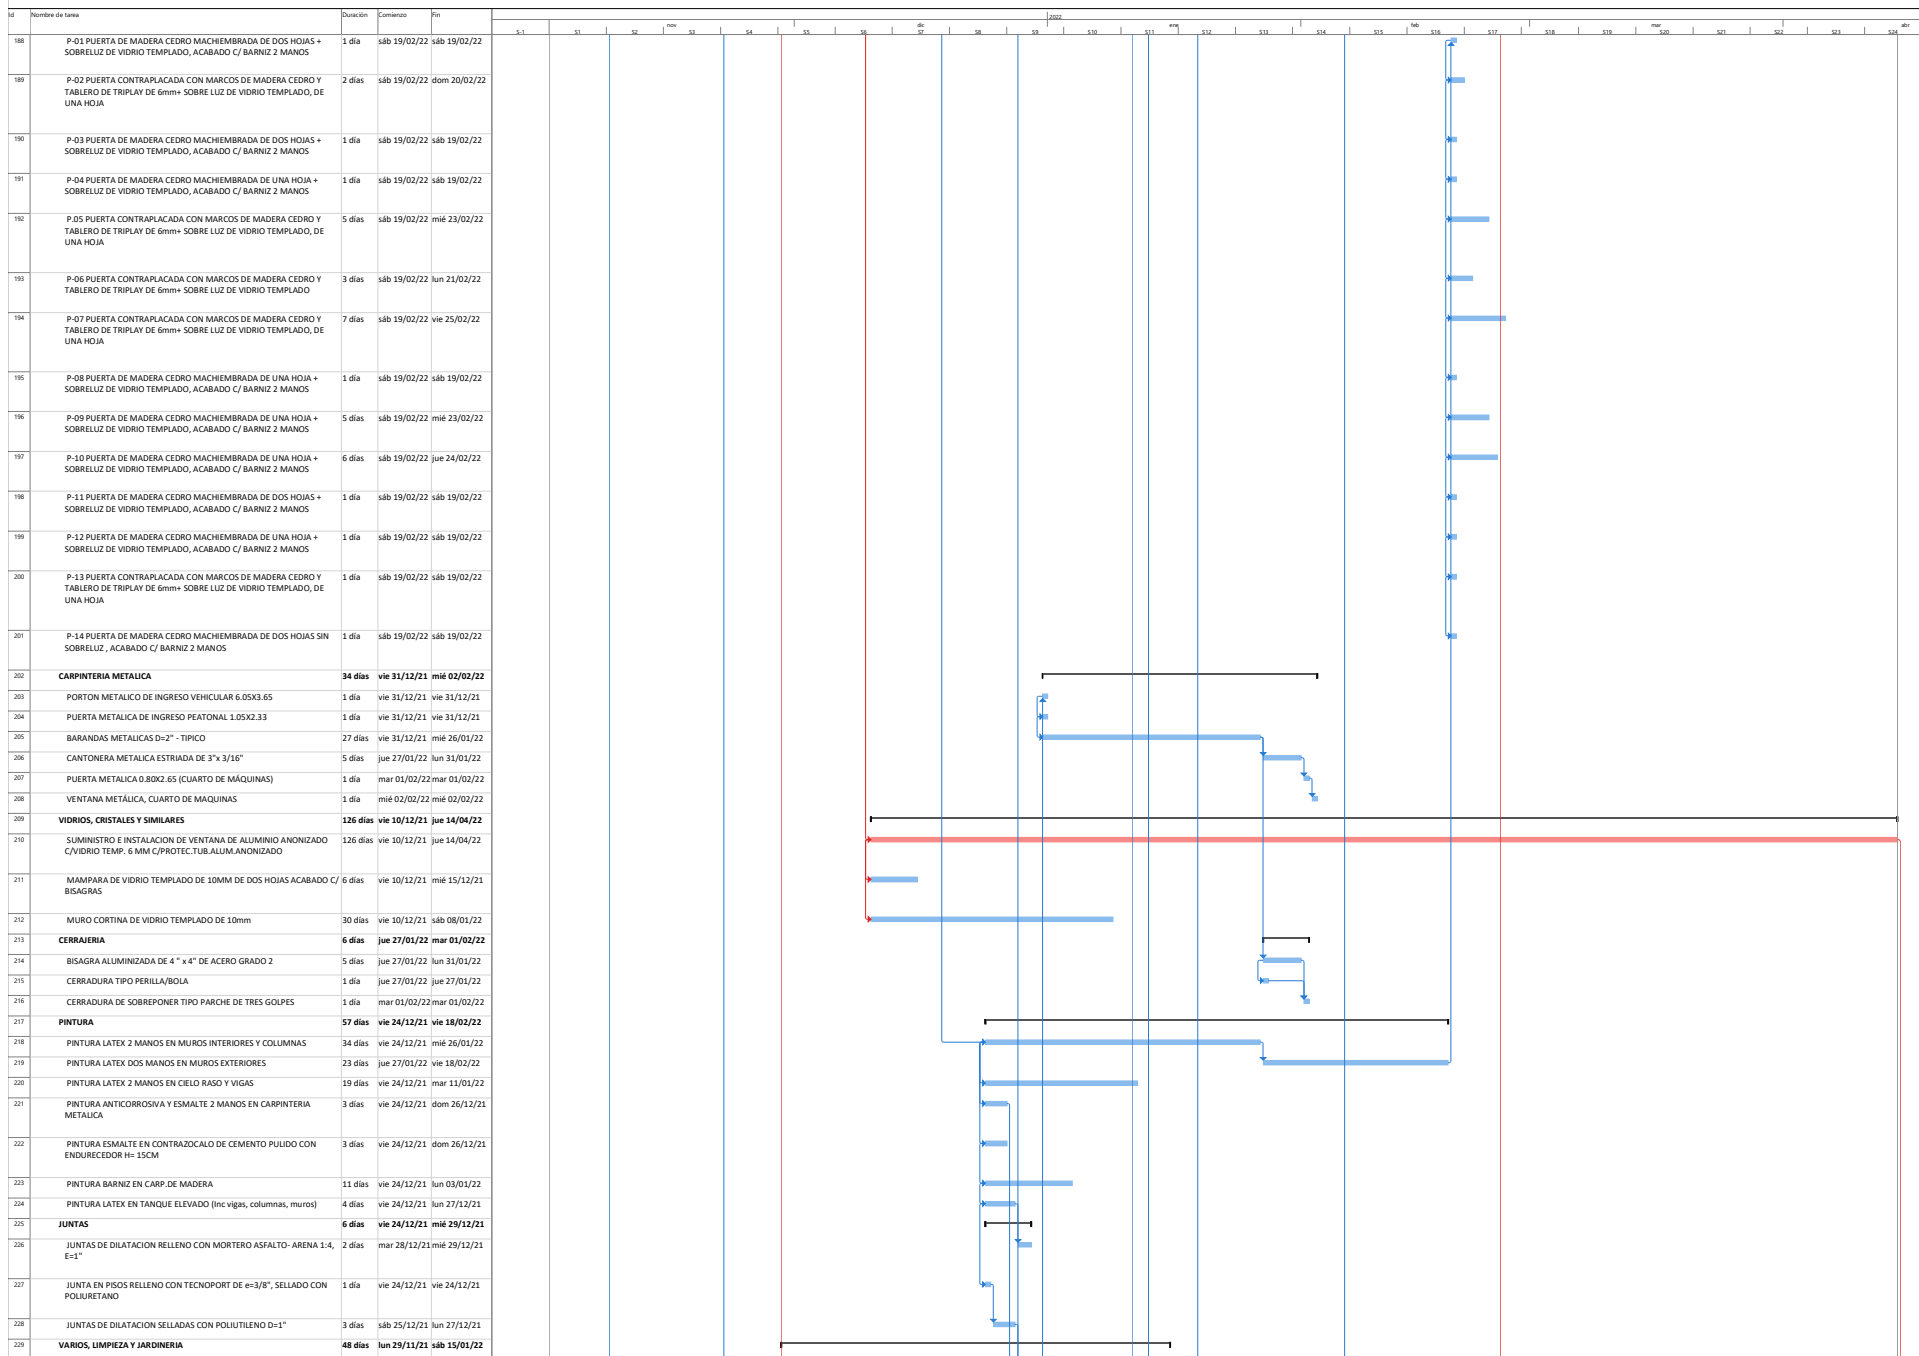 Id Nombre de tarea Duración Comienzo Fin
2022
nov dic ene feb mar abr
S-1 S1 S2 S3 S4 S5 S6 S7 S8 S9 S10 S11 S12 S13 S14 S15 S16 S17 S18 S19 S20 S21 S22 S23 S24
188 P-01 PUERTA DE MADERA CEDRO MACHIEMBRADA DE DOS HOJAS + 1 día sáb 19/02/22 sáb 19/02/22
SOBRELUZ DE VIDRIO TEMPLADO, ACABADO C/ BARNIZ 2 MANOS
189 P-02 PUERTA CONTRAPLACADA CON MARCOS DE MADERA CEDRO Y 2 días sáb 19/02/22 dom 20/02/22
TABLERO DE TRIPLAY DE 6mm+ SOBRE LUZ DE VIDRIO TEMPLADO, DE
UNA HOJA
190 P-03 PUERTA DE MADERA CEDRO MACHIEMBRADA DE DOS HOJAS + 1 día sáb 19/02/22 sáb 19/02/22
SOBRELUZ DE VIDRIO TEMPLADO, ACABADO C/ BARNIZ 2 MANOS
191 P-04 PUERTA DE MADERA CEDRO MACHIEMBRADA DE UNA HOJA + 1 día sáb 19/02/22 sáb 19/02/22
SOBRELUZ DE VIDRIO TEMPLADO, ACABADO C/ BARNIZ 2 MANOS
192 P.05 PUERTA CONTRAPLACADA CON MARCOS DE MADERA CEDRO Y 5 días sáb 19/02/22 mié 23/02/22
TABLERO DE TRIPLAY DE 6mm+ SOBRE LUZ DE VIDRIO TEMPLADO, DE
UNA HOJA
193 P-06 PUERTA CONTRAPLACADA CON MARCOS DE MADERA CEDRO Y 3 días sáb 19/02/22 lun 21/02/22
TABLERO DE TRIPLAY DE 6mm+ SOBRE LUZ DE VIDRIO TEMPLADO
194 P-07 PUERTA CONTRAPLACADA CON MARCOS DE MADERA CEDRO Y 7 días sáb 19/02/22 vie 25/02/22
TABLERO DE TRIPLAY DE 6mm+ SOBRE LUZ DE VIDRIO TEMPLADO, DE
UNA HOJA
195 P-08 PUERTA DE MADERA CEDRO MACHIEMBRADA DE UNA HOJA + 1 día sáb 19/02/22 sáb 19/02/22
SOBRELUZ DE VIDRIO TEMPLADO, ACABADO C/ BARNIZ 2 MANOS
196 P-09 PUERTA DE MADERA CEDRO MACHIEMBRADA DE UNA HOJA + 5 días sáb 19/02/22 mié 23/02/22
SOBRELUZ DE VIDRIO TEMPLADO, ACABADO C/ BARNIZ 2 MANOS
197 P-10 PUERTA DE MADERA CEDRO MACHIEMBRADA DE UNA HOJA + 6 días sáb 19/02/22 jue 24/02/22
SOBRELUZ DE VIDRIO TEMPLADO, ACABADO C/ BARNIZ 2 MANOS
198 P-11 PUERTA DE MADERA CEDRO MACHIEMBRADA DE DOS HOJAS + 1 día sáb 19/02/22 sáb 19/02/22
SOBRELUZ DE VIDRIO TEMPLADO, ACABADO C/ BARNIZ 2 MANOS
199 P-12 PUERTA DE MADERA CEDRO MACHIEMBRADA DE UNA HOJA + 1 día sáb 19/02/22 sáb 19/02/22
SOBRELUZ DE VIDRIO TEMPLADO, ACABADO C/ BARNIZ 2 MANOS
200 P-13 PUERTA CONTRAPLACADA CON MARCOS DE MADERA CEDRO Y 1 día sáb 19/02/22 sáb 19/02/22
TABLERO DE TRIPLAY DE 6mm+ SOBRE LUZ DE VIDRIO TEMPLADO, DE
UNA HOJA
201 P-14 PUERTA DE MADERA CEDRO MACHIEMBRADA DE DOS HOJAS SIN 1 día sáb 19/02/22 sáb 19/02/22
SOBRELUZ , ACABADO C/ BARNIZ 2 MANOS
202 CARPINTERIA METALICA 34 días vie 31/12/21 mié 02/02/22
203 PORTON METALICO DE INGRESO VEHICULAR 6.05X3.65 1 día vie 31/12/21 vie 31/12/21
204 PUERTA METALICA DE INGRESO PEATONAL 1.05X2.33 1 día vie 31/12/21 vie 31/12/21
205 BARANDAS METALICAS D=2" - TIPICO 27 días vie 31/12/21 mié 26/01/22
206 CANTONERA METALICA ESTRIADA DE 3"x 3/16" 5 días jue 27/01/22 lun 31/01/22
207 PUERTA METALICA 0.80X2.65 (CUARTO DE MÁQUINAS) 1 día mar 01/02/22 mar 01/02/22
208 VENTANA METÁLICA, CUARTO DE MAQUINAS 1 día mié 02/02/22 mié 02/02/22
209 VIDRIOS, CRISTALES Y SIMILARES 126 días vie 10/12/21 jue 14/04/22
210 SUMINISTRO E INSTALACION DE VENTANA DE ALUMINIO ANONIZADO 126 días vie 10/12/21 jue 14/04/22
C/VIDRIO TEMP. 6 MM C/PROTEC.TUB.ALUM.ANONIZADO
211 MAMPARA DE VIDRIO TEMPLADO DE 10MM DE DOS HOJAS ACABADO C/ 6 días vie 10/12/21 mié 15/12/21
BISAGRAS
212 MURO CORTINA DE VIDRIO TEMPLADO DE 10mm 30 días vie 10/12/21 sáb 08/01/22
213 CERRAJERIA 6 días jue 27/01/22 mar 01/02/22
214 BISAGRA ALUMINIZADA DE 4 " x 4" DE ACERO GRADO 2 5 días jue 27/01/22 lun 31/01/22
215 CERRADURA TIPO PERILLA/BOLA 1 día jue 27/01/22 jue 27/01/22
216 CERRADURA DE SOBREPONER TIPO PARCHE DE TRES GOLPES 1 día mar 01/02/22 mar 01/02/22
217 PINTURA 57 días vie 24/12/21 vie 18/02/22
218 PINTURA LATEX 2 MANOS EN MUROS INTERIORES Y COLUMNAS 34 días vie 24/12/21 mié 26/01/22
219 PINTURA LATEX DOS MANOS EN MUROS EXTERIORES 23 días jue 27/01/22 vie 18/02/22
220 PINTURA LATEX 2 MANOS EN CIELO RASO Y VIGAS 19 días vie 24/12/21 mar 11/01/22
221 PINTURA ANTICORROSIVA Y ESMALTE 2 MANOS EN CARPINTERIA 3 días vie 24/12/21 dom 26/12/21
METALICA
222 PINTURA ESMALTE EN CONTRAZOCALO DE CEMENTO PULIDO CON 3 días vie 24/12/21 dom 26/12/21
ENDURECEDOR H= 15CM
223 PINTURA BARNIZ EN CARP.DE MADERA 11 días vie 24/12/21 lun 03/01/22
224 PINTURA LATEX EN TANQUE ELEVADO (Inc vigas, columnas, muros) 4 días vie 24/12/21 lun 27/12/21
225 JUNTAS 6 días vie 24/12/21 mié 29/12/21
226 JUNTAS DE DILATACION RELLENO CON MORTERO ASFALTO- ARENA 1:4, 2 días mar 28/12/21 mié 29/12/21
E=1"
227 JUNTA EN PISOS RELLENO CON TECNOPORT DE e=3/8", SELLADO CON 1 día vie 24/12/21 vie 24/12/21
POLIURETANO
228 JUNTAS DE DILATACION SELLADAS CON POLIUTILENO D=1" 3 días sáb 25/12/21 lun 27/12/21
229 VARIOS, LIMPIEZA Y JARDINERIA 48 días lun 29/11/21 sáb 15/01/22